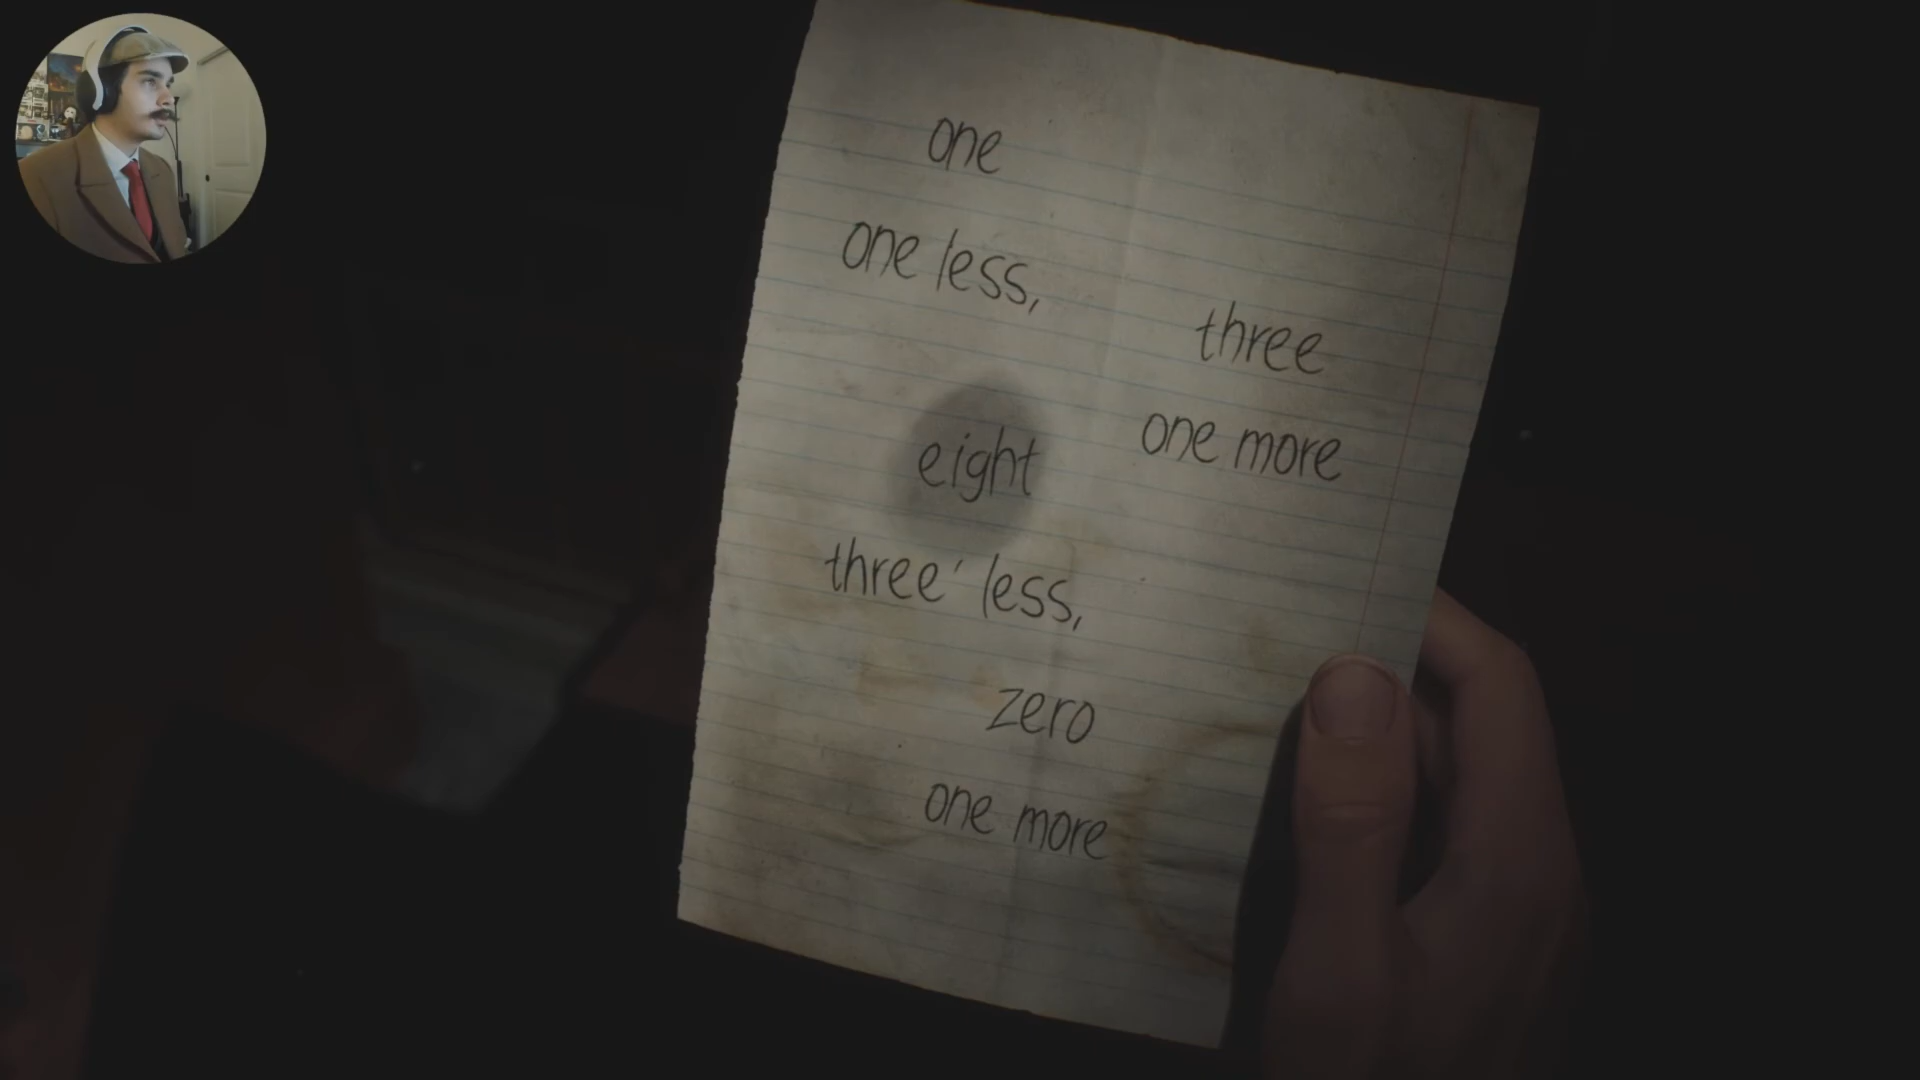 one
one less,
three
one more
eight
three' less,
zero
one more